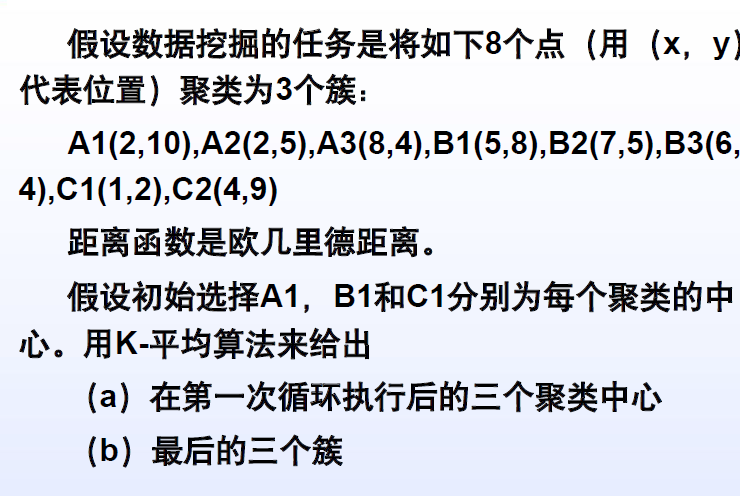 假设数据挖掘的任务是将如下8个点（用（x，y）
代表位置）聚类为3个簇：
A1(2,10),A2(2,5),A3(8,4),B1(5,8),B2(7,5),B3(6,
4),C1(1,2),C2(4,9)
距离函数是欧几里德距离。
假设初始选择A1，B1和C1分别为每个聚类的中
心。用K-平均算法来给出
（a）在第一次循环执行后的三个聚类中心
（b）最后的三个簇